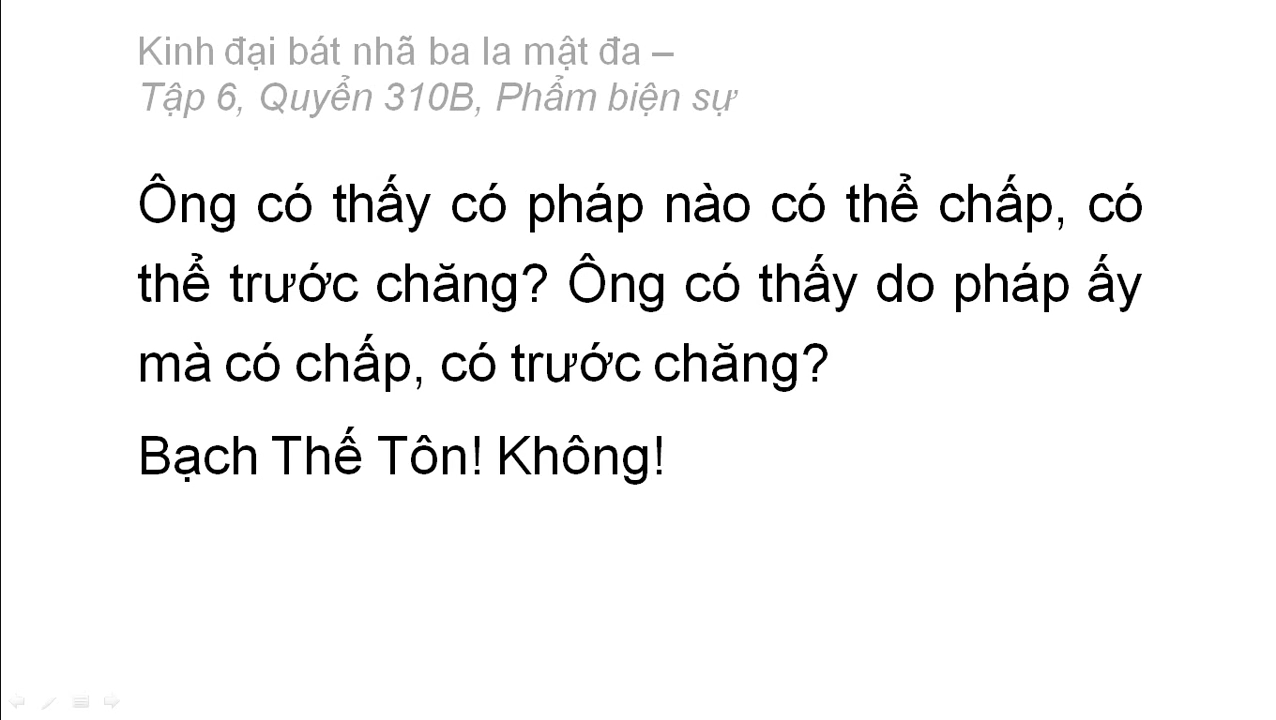 Kinh đại bát nhã ba la mật đa –
Tập 6, Quyển 310B, Phẩm biện sự
Ông có thấy có pháp nào có thể chấp, có
thể trước chăng? Ông có thấy do pháp ấy
mà có chấp, có trước chăng?
Bạch Thế Tôn! Không!